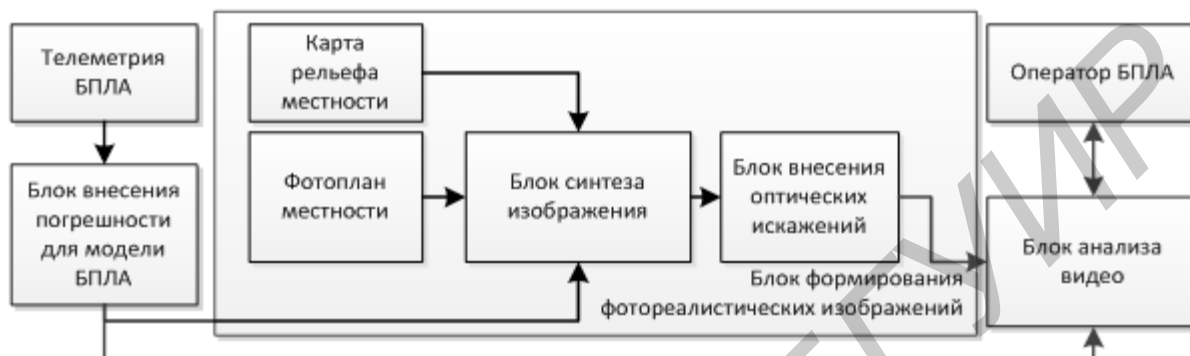 Телеметрия
БПЛА
Блок внесения
погрешности
для модели
БПЛА
Карта
рельефа
местности
Фотоплан
местности
Блок синтеза
изображения
Блок внесения
оптических
искажений
Блок формирования
фотореалистических изображений
Оператор БПЛА
Блок анализа
видео